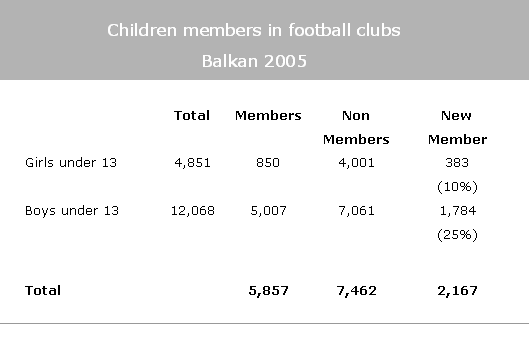 Children members in football clubs
Balkan 2005
Total Members Non New
Members Member
Girls under 13 4,851 850 4,001 383
(10%)
Boys under 13 12,068 5,007 7,061 1,784
(25%)
Total 5,857 7,462 2,167